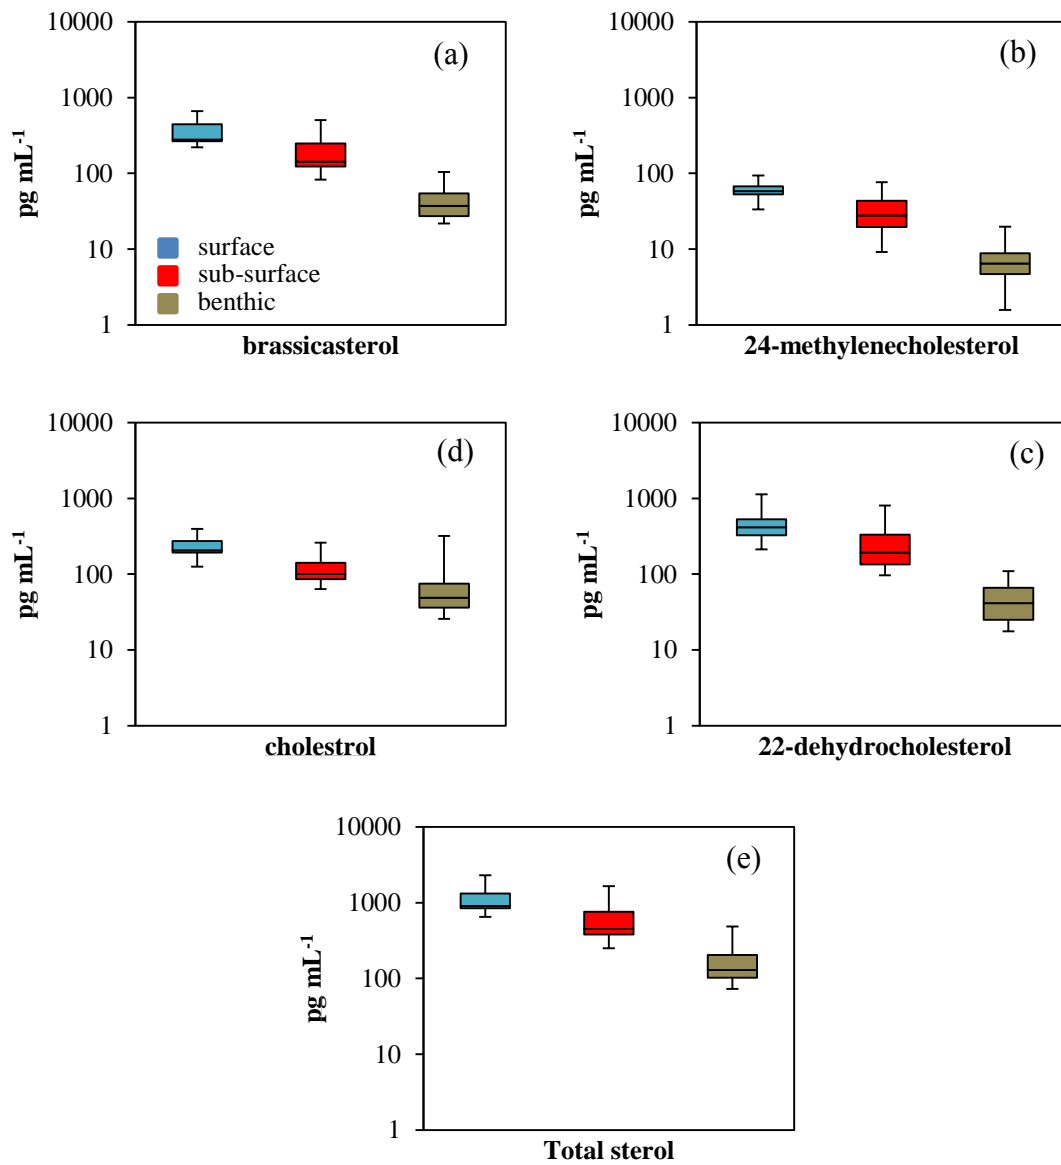 (a)
10000
1000
100
10
1
pg mL⁻¹
surface
sub-surface
benthic
brassicasterol
(b)
10000
1000
100
10
1
pg mL⁻¹
24-methylenecholesterol
(d)
10000
1000
100
10
1
pg mL⁻¹
cholestrol
(c)
10000
1000
100
10
1
pg mL⁻¹
22-dehydrocholesterol
(e)
10000
1000
100
10
1
pg mL⁻¹
Total sterol